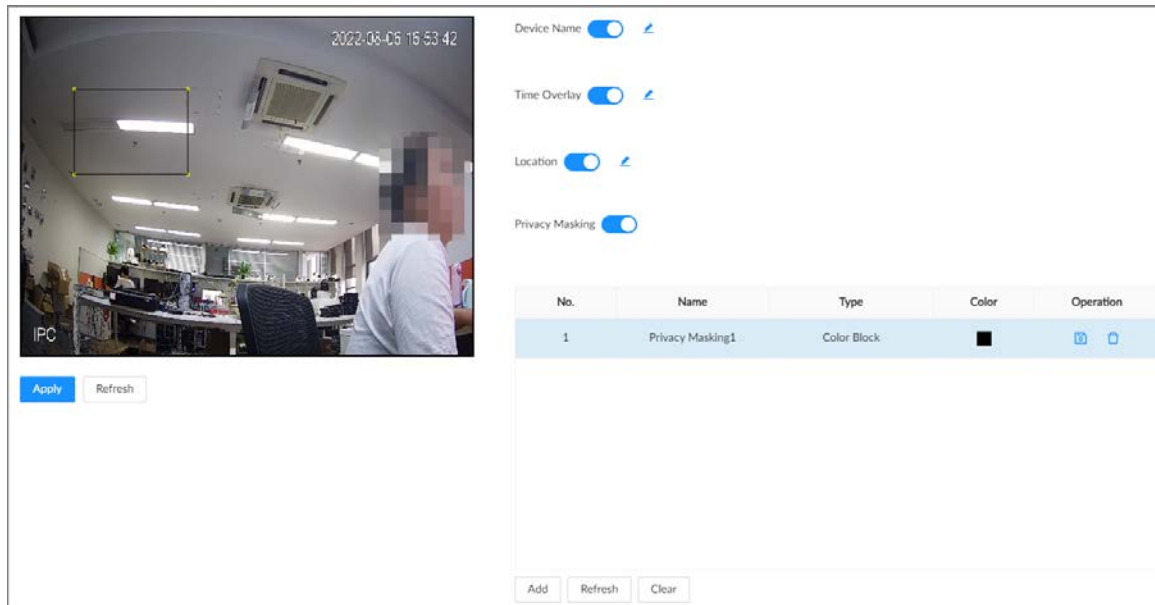 2022-08-05 16:53:42
IPC
Apply Refresh
Device Name
Time Overlay
Location
Privacy Masking
No. Name Type Color Operation
1 Privacy Masking1 Color Block
Add Refresh Clear